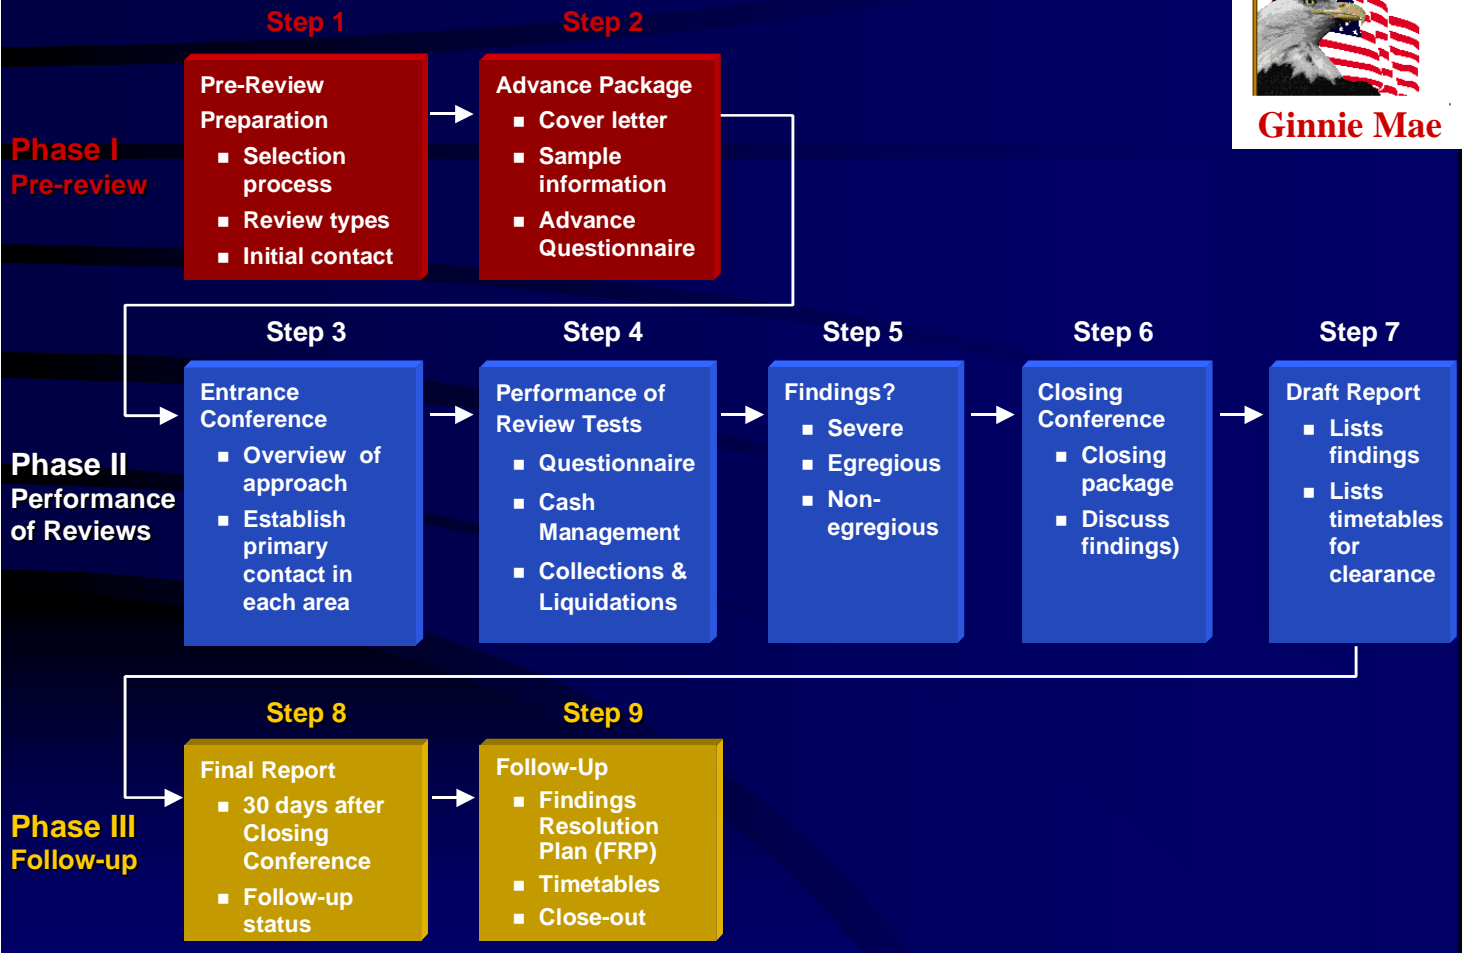 Step 1
Step 2
Ginnie Mae
Phase I
Pre-review
Pre-Review
Preparation
■ Selection
process
■ Review types
■ Initial contact
Advance Package
■ Cover letter
■ Sample
information
■ Advance
Questionnaire
Step 3
Step 4
Step 5
Step 6
Step 7
Phase II
Performance
of Reviews
Entrance
Conference
■ Overview of
approach
■ Establish
primary
contact in
each area
Performance of
Review Tests
■ Questionnaire
■ Cash
Management
■ Collections &
Liquidations
Findings?
■ Severe
■ Egregious
■ Non-
egregious
Closing
Conference
■ Closing
package
■ Discuss
findings)
Draft Report
■ Lists
findings
■ Lists
timetables
for
clearance
Step 8
Step 9
Phase III
Follow-up
Final Report
■ 30 days after
Closing
Conference
■ Follow-up
status
Follow-Up
■ Findings
Resolution
Plan (FRP)
■ Timetables
■ Close-out